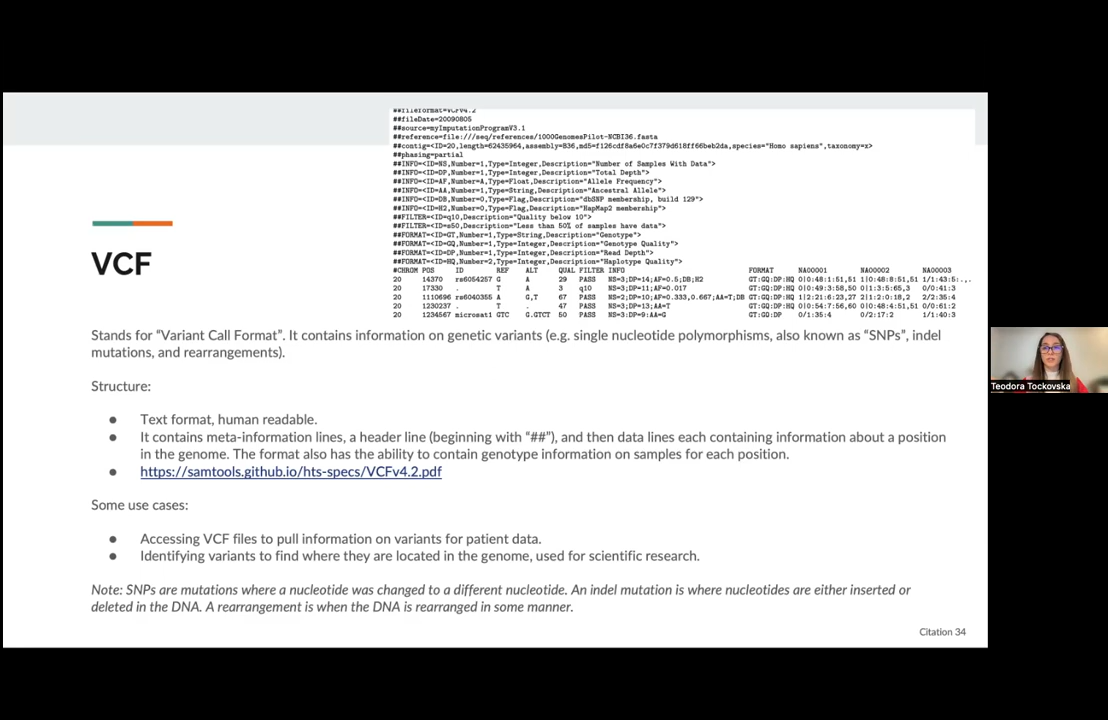 ##fileformat=VCFv4.2
##fileDate=20090805
##source=myImputationProgramV3.1
##reference=file:///seq/references/1000GenomesPilot-NCBI36.fasta
##contig=<ID=20,length=62435964,assembly=B36,md5=f126cdf8a6e0c7f379d618ff66beb2da,species="Homo sapiens",taxonomy=x>
##phasing=partial
##INFO=<ID=NS,Number=1,Type=Integer,Description="Number of Samples With Data">
##INFO=<ID=DP,Number=1,Type=Integer,Description="Total Depth">
##INFO=<ID=AF,Number=A,Type=Float,Description="Allele Frequency">
##INFO=<ID=AA,Number=1,Type=String,Description="Ancestral Allele">
##INFO=<ID=DB,Number=0,Type=Flag,Description="dbSNP membership, build 129">
##INFO=<ID=H2,Number=0,Type=Flag,Description="HapMap2 membership">
##FILTER=<ID=q10,Description="Quality below 10">
##FILTER=<ID=s50,Description="Less than 50% of samples have data">
##FORMAT=<ID=GT,Number=1,Type=String,Description="Genotype">
##FORMAT=<ID=GQ,Number=1,Type=Integer,Description="Genotype Quality">
##FORMAT=<ID=DP,Number=1,Type=Integer,Description="Read Depth">
##FORMAT=<ID=HQ,Number=2,Type=Integer,Description="Haplotype Quality">
#CHROM POS ID REF ALT QUAL FILTER INFO FORMAT NA00001 NA00002 NA00003
20 14370 rs6054257 G A 29 PASS NS=3;DP=14;AF=0.5;DB;H2 GT:GQ:DP:HQ 0|0:48:1:51,51 1|0:48:8:51,51 1/1:43:5:.,.
20 17330 . T A 3 q10 NS=3;DP=11;AF=0.017 GT:GQ:DP:HQ 0|0:49:3:58,50 0|1:3:5:65,3 0/0:41:3
20 1110696 rs6040355 A G,T 67 PASS NS=2;DP=10;AF=0.333,0.667;AA=T;DB GT:GQ:DP:HQ 1|2:21:6:23,27 2|1:2:0:18,2 2/2:35:4
20 1230237 . T . 47 PASS NS=3;DP=13;AA=T GT:GQ:DP:HQ 0|0:54:7:56,60 0|0:48:4:51,51 0/0:61:2
20 1234567 microsat1 GTC G,GTCT 50 PASS NS=3;DP=9;AA=G GT:GQ:DP 0/1:35:4 0/2:17:2 1/1:40:3
VCF
Stands for “Variant Call Format”. It contains information on genetic variants (e.g. single nucleotide polymorphisms, also known as “SNPs”, indel
mutations, and rearrangements).
Structure:
● Text format, human readable.
● It contains meta-information lines, a header line (beginning with “##”), and then data lines each containing information about a position
in the genome. The format also has the ability to contain genotype information on samples for each position.
● https://samtools.github.io/hts-specs/VCFv4.2.pdf
Some use cases:
● Accessing VCF files to pull information on variants for patient data.
● Identifying variants to find where they are located in the genome, used for scientific research.
Note: SNPs are mutations where a nucleotide was changed to a different nucleotide. An indel mutation is where nucleotides are either inserted or
deleted in the DNA. A rearrangement is when the DNA is rearranged in some manner.
Citation 34
Teodora Tockovska